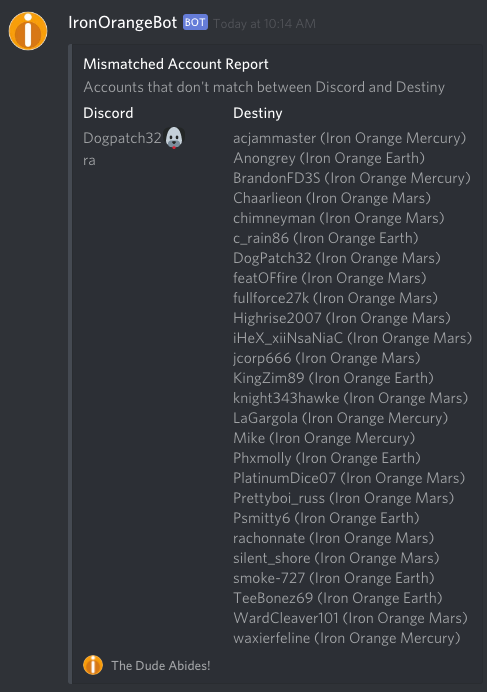 IronOrangeBot BOT Today at 10:14 AM
Mismatched Account Report
Accounts that don't match between Discord and Destiny
Discord Destiny
Dogpatch32 acjammaster (Iron Orange Mercury)
ra Anongrey (Iron Orange Earth)
BrandonFD3S (Iron Orange Mercury)
Chaarlieon (Iron Orange Mars)
chimneyman (Iron Orange Mars)
c_rain86 (Iron Orange Earth)
DogPatch32 (Iron Orange Mars)
featOFfire (Iron Orange Mars)
fullforce27k (Iron Orange Mars)
Highrise2007 (Iron Orange Mars)
iHeX_xiiNsaNiaC (Iron Orange Mars)
jcorp666 (Iron Orange Mars)
KingZim89 (Iron Orange Earth)
knight343hawke (Iron Orange Mars)
LaGargola (Iron Orange Mercury)
Mike (Iron Orange Mercury)
Phxmolly (Iron Orange Earth)
PlatinumDice07 (Iron Orange Mars)
Prettyboi_russ (Iron Orange Mars)
Psmitty6 (Iron Orange Earth)
rachonnate (Iron Orange Mars)
silent_shore (Iron Orange Mars)
smoke-727 (Iron Orange Earth)
TeeBonez69 (Iron Orange Earth)
WardCleaver101 (Iron Orange Mars)
waxierfeline (Iron Orange Mercury)
The Dude Abides!